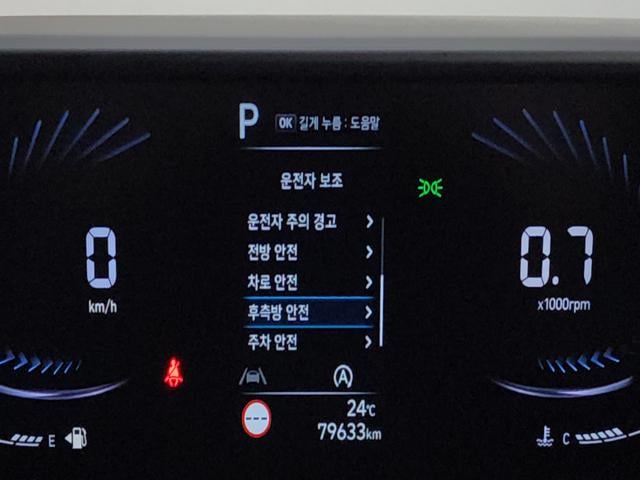 P OK 길게 누름 : 도움말
운전자 보조
운전자 주의 경고
전방 안전
차로 안전
후측방 안전
주차 안전
0
km/h
0.7
x1000rpm
A
24℃
79633km
E
C